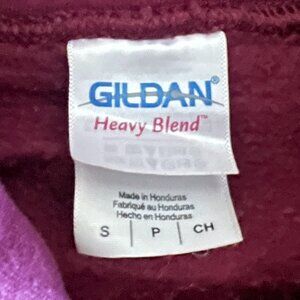 GILDAN®
Heavy Blend™
Made in Honduras
Fabriqué au Honduras
Hecho en Honduras
S | P | CH